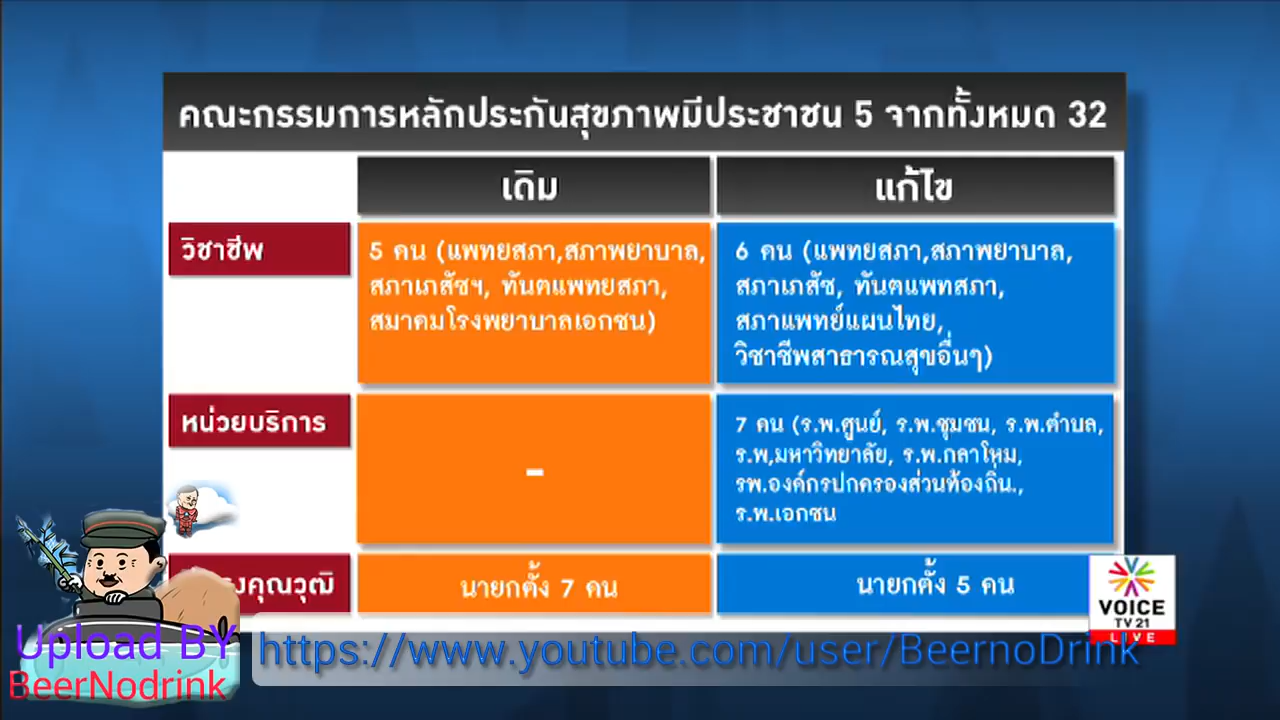 คณะกรรมการหลักประกันสุขภาพมีประชาชน 5 จากทั้งหมด 32
เดิม
แก้ไข
วิชาชีพ
5 คน (แพทยสภา,สภาพยาบาล,
สภาเภสัชฯ, ทันตแพทยสภา,
สมาคมโรงพยาบาลเอกชน)
6 คน (แพทยสภา,สภาพยาบาล,
สภาเภสัช, ทันตแพทสภา,
สภาแพทย์แผนไทย,
วิชาชีพสาธารณสุขอื่นๆ)
หน่วยบริการ
-
7 คน (ร.พ.ศูนย์, ร.พ.ชุมชน, ร.พ.ตำบล,
ร.พ,มหาวิทยาลัย, ร.พ.กลาโหม,
รพ.องค์กรปกครองส่วนท้องถิ่น.,
ร.พ.เอกชน
นายกตั้ง 7 คน
นายกตั้ง 5 คน
VOICE
TV 21
LIVE
Upload BY
BeerNodrink
https://www.youtube.com/user/BeernoDrink